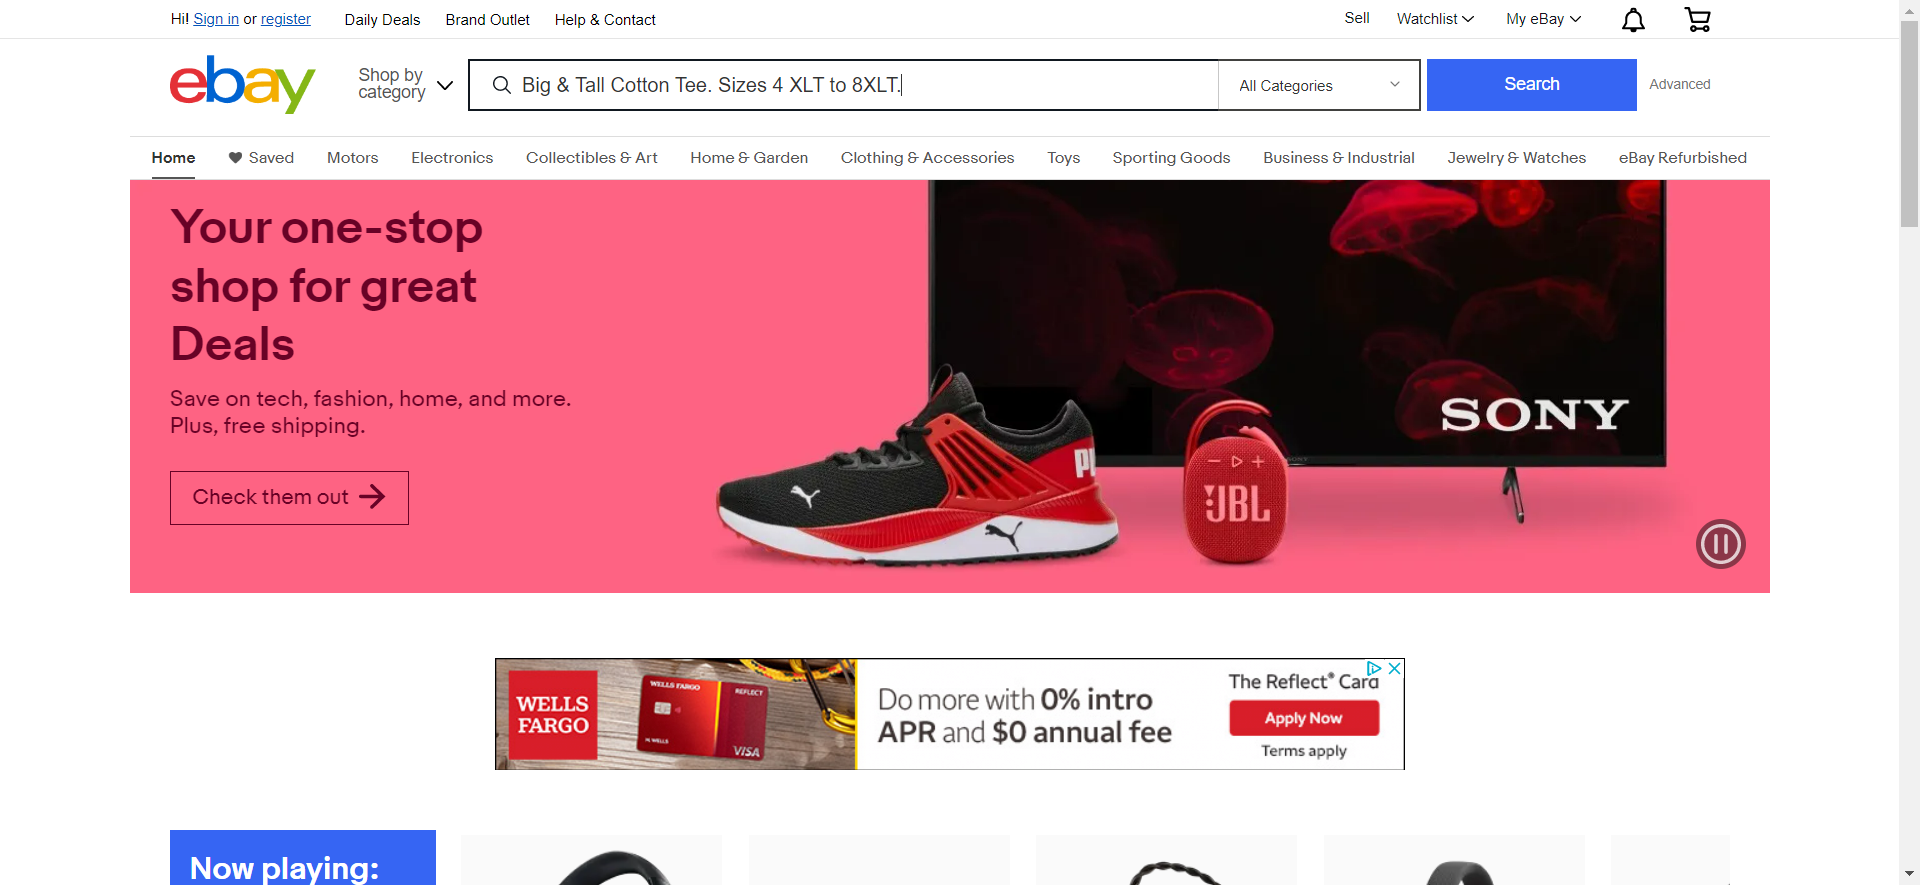 Hi! Sign in or register
Daily Deals
Brand Outlet
Help & Contact
Sell
Watchlist
My eBay
ebay
Shop by
category
Big & Tall Cotton Tee. Sizes 4 XLT to 8XLT.
All Categories
Search
Advanced
Home
Saved
Motors
Electronics
Collectibles & Art
Home & Garden
Clothing & Accessories
Toys
Sporting Goods
Business & Industrial
Jewelry & Watches
eBay Refurbished
Your one-stop
shop for great
Deals
Save on tech, fashion, home, and more.
Plus, free shipping.
Check them out
SONY
JBL
WELLS
FARGO
WELLS FARGO
REFLECT
VISA
Do more with 0% intro
APR and $0 annual fee
The Reflect® Card
Apply Now
Terms apply
Now playing: